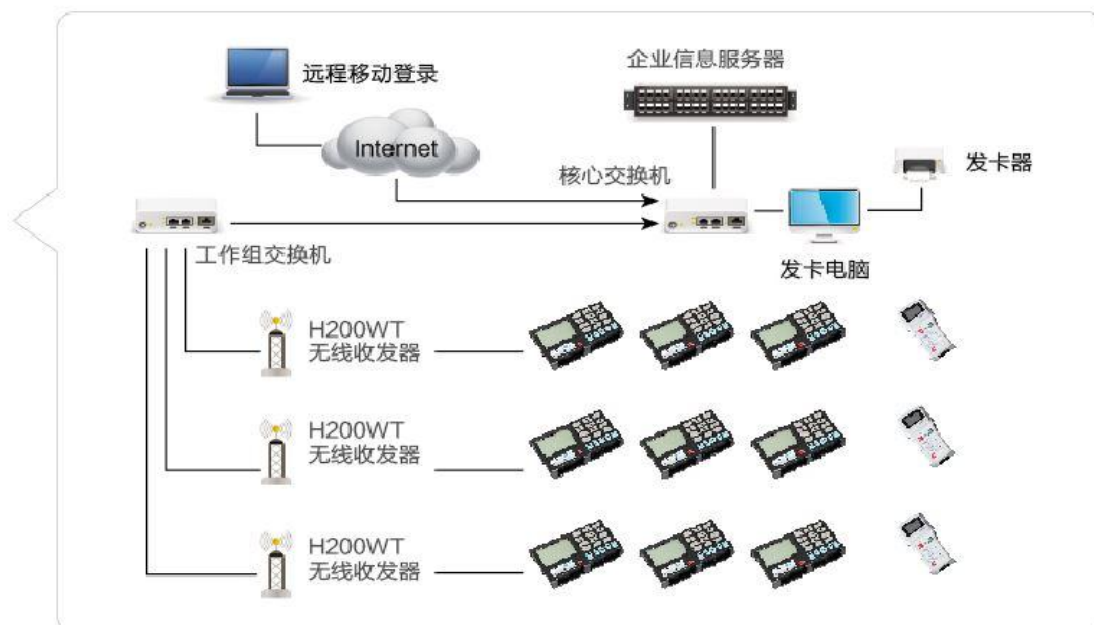 远程移动登录
企业信息服务器
Internet
核心交换机
发卡器
工作组交换机
发卡电脑
H200WT
无线收发器
H200WT
无线收发器
H200WT
无线收发器